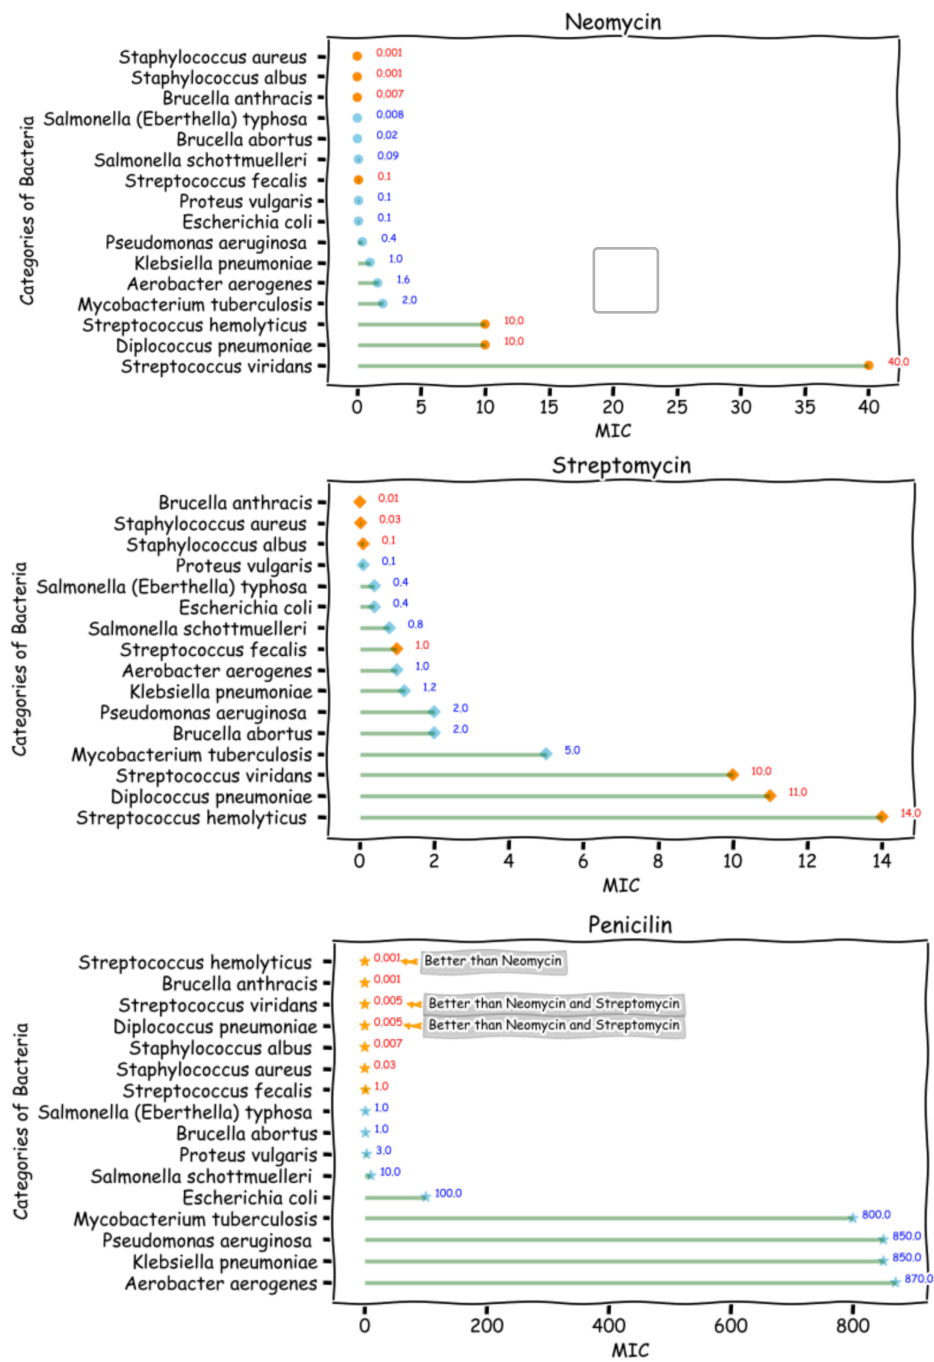 Neomycin
Categories of Bacteria
Staphylococcus aureus 0.001
Staphylococcus albus 0.001
Brucella anthracis 0.007
Salmonella (Eberthella) typhosa 0.008
Brucella abortus 0.02
Salmonella schottmuelleri 0.09
Streptococcus fecalis 0.1
Proteus vulgaris 0.1
Escherichia coli 0.1
Pseudomonas aeruginosa 0.4
Klebsiella pneumoniae 1.0
Aerobacter aerogenes 1.6
Mycobacterium tuberculosis 2.0
Streptococcus hemolyticus 10.0
Diplococcus pneumoniae 10.0
Streptococcus viridans 40.0
0 5 10 15 20 25 30 35 40
MIC
Streptomycin
Categories of Bacteria
Brucella anthracis 0.01
Staphylococcus aureus 0.03
Staphylococcus albus 0.1
Proteus vulgaris 0.1
Salmonella (Eberthella) typhosa 0.4
Escherichia coli 0.4
Salmonella schottmuelleri 0.8
Streptococcus fecalis 1.0
Aerobacter aerogenes 1.0
Klebsiella pneumoniae 1.2
Pseudomonas aeruginosa 2.0
Brucella abortus 2.0
Mycobacterium tuberculosis 5.0
Streptococcus viridans 10.0
Diplococcus pneumoniae 11.0
Streptococcus hemolyticus 14.0
0 2 4 6 8 10 12 14
MIC
Penicilin
Categories of Bacteria
Streptococcus hemolyticus 0.001 Better than Neomycin
Brucella anthracis 0.001
Streptococcus viridans 0.005 Better than Neomycin and Streptomycin
Diplococcus pneumoniae 0.005 Better than Neomycin and Streptomycin
Staphylococcus albus 0.007
Staphylococcus aureus 0.03
Streptococcus fecalis 1.0
Salmonella (Eberthella) typhosa 1.0
Brucella abortus 1.0
Proteus vulgaris 3.0
Salmonella schottmuelleri 10.0
Escherichia coli 100.0
Mycobacterium tuberculosis 800.0
Pseudomonas aeruginosa 850.0
Klebsiella pneumoniae 850.0
Aerobacter aerogenes 870.0
0 200 400 600 800
MIC